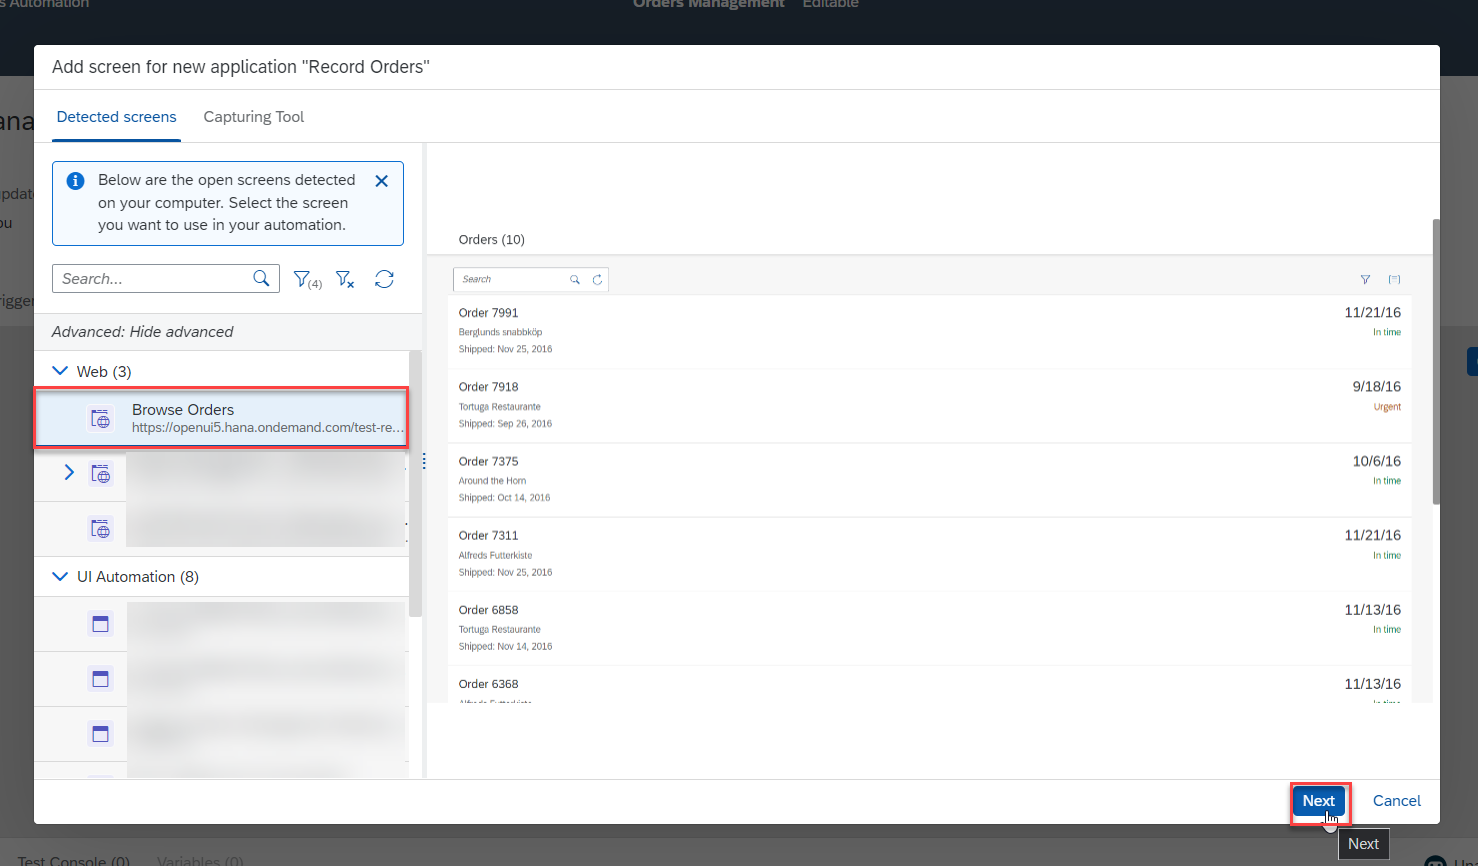 s Automation
Orders Management Editable
Add screen for new application "Record Orders"
Detected screens Capturing Tool
Below are the open screens detected
on your computer. Select the screen
you want to use in your automation.
Search...
(4)
Advanced: Hide advanced
Web (3)
Browse Orders
https://openui5.hana.ondemand.com/test-re...
UI Automation (8)
Orders (10)
Search
Order 7991 11/21/16
Berglunds snabbköp In time
Shipped: Nov 25, 2016
Order 7918 9/18/16
Tortuga Restaurante Urgent
Shipped: Sep 26, 2016
Order 7375 10/6/16
Around the Horn In time
Shipped: Oct 14, 2016
Order 7311 11/21/16
Alfreds Futterkiste In time
Shipped: Nov 25, 2016
Order 6858 11/13/16
Tortuga Restaurante In time
Shipped: Nov 14, 2016
Order 6368 11/13/16
Alfreds Futterkiste In time
Next Cancel
Next
Test Console (0) Variables (0)